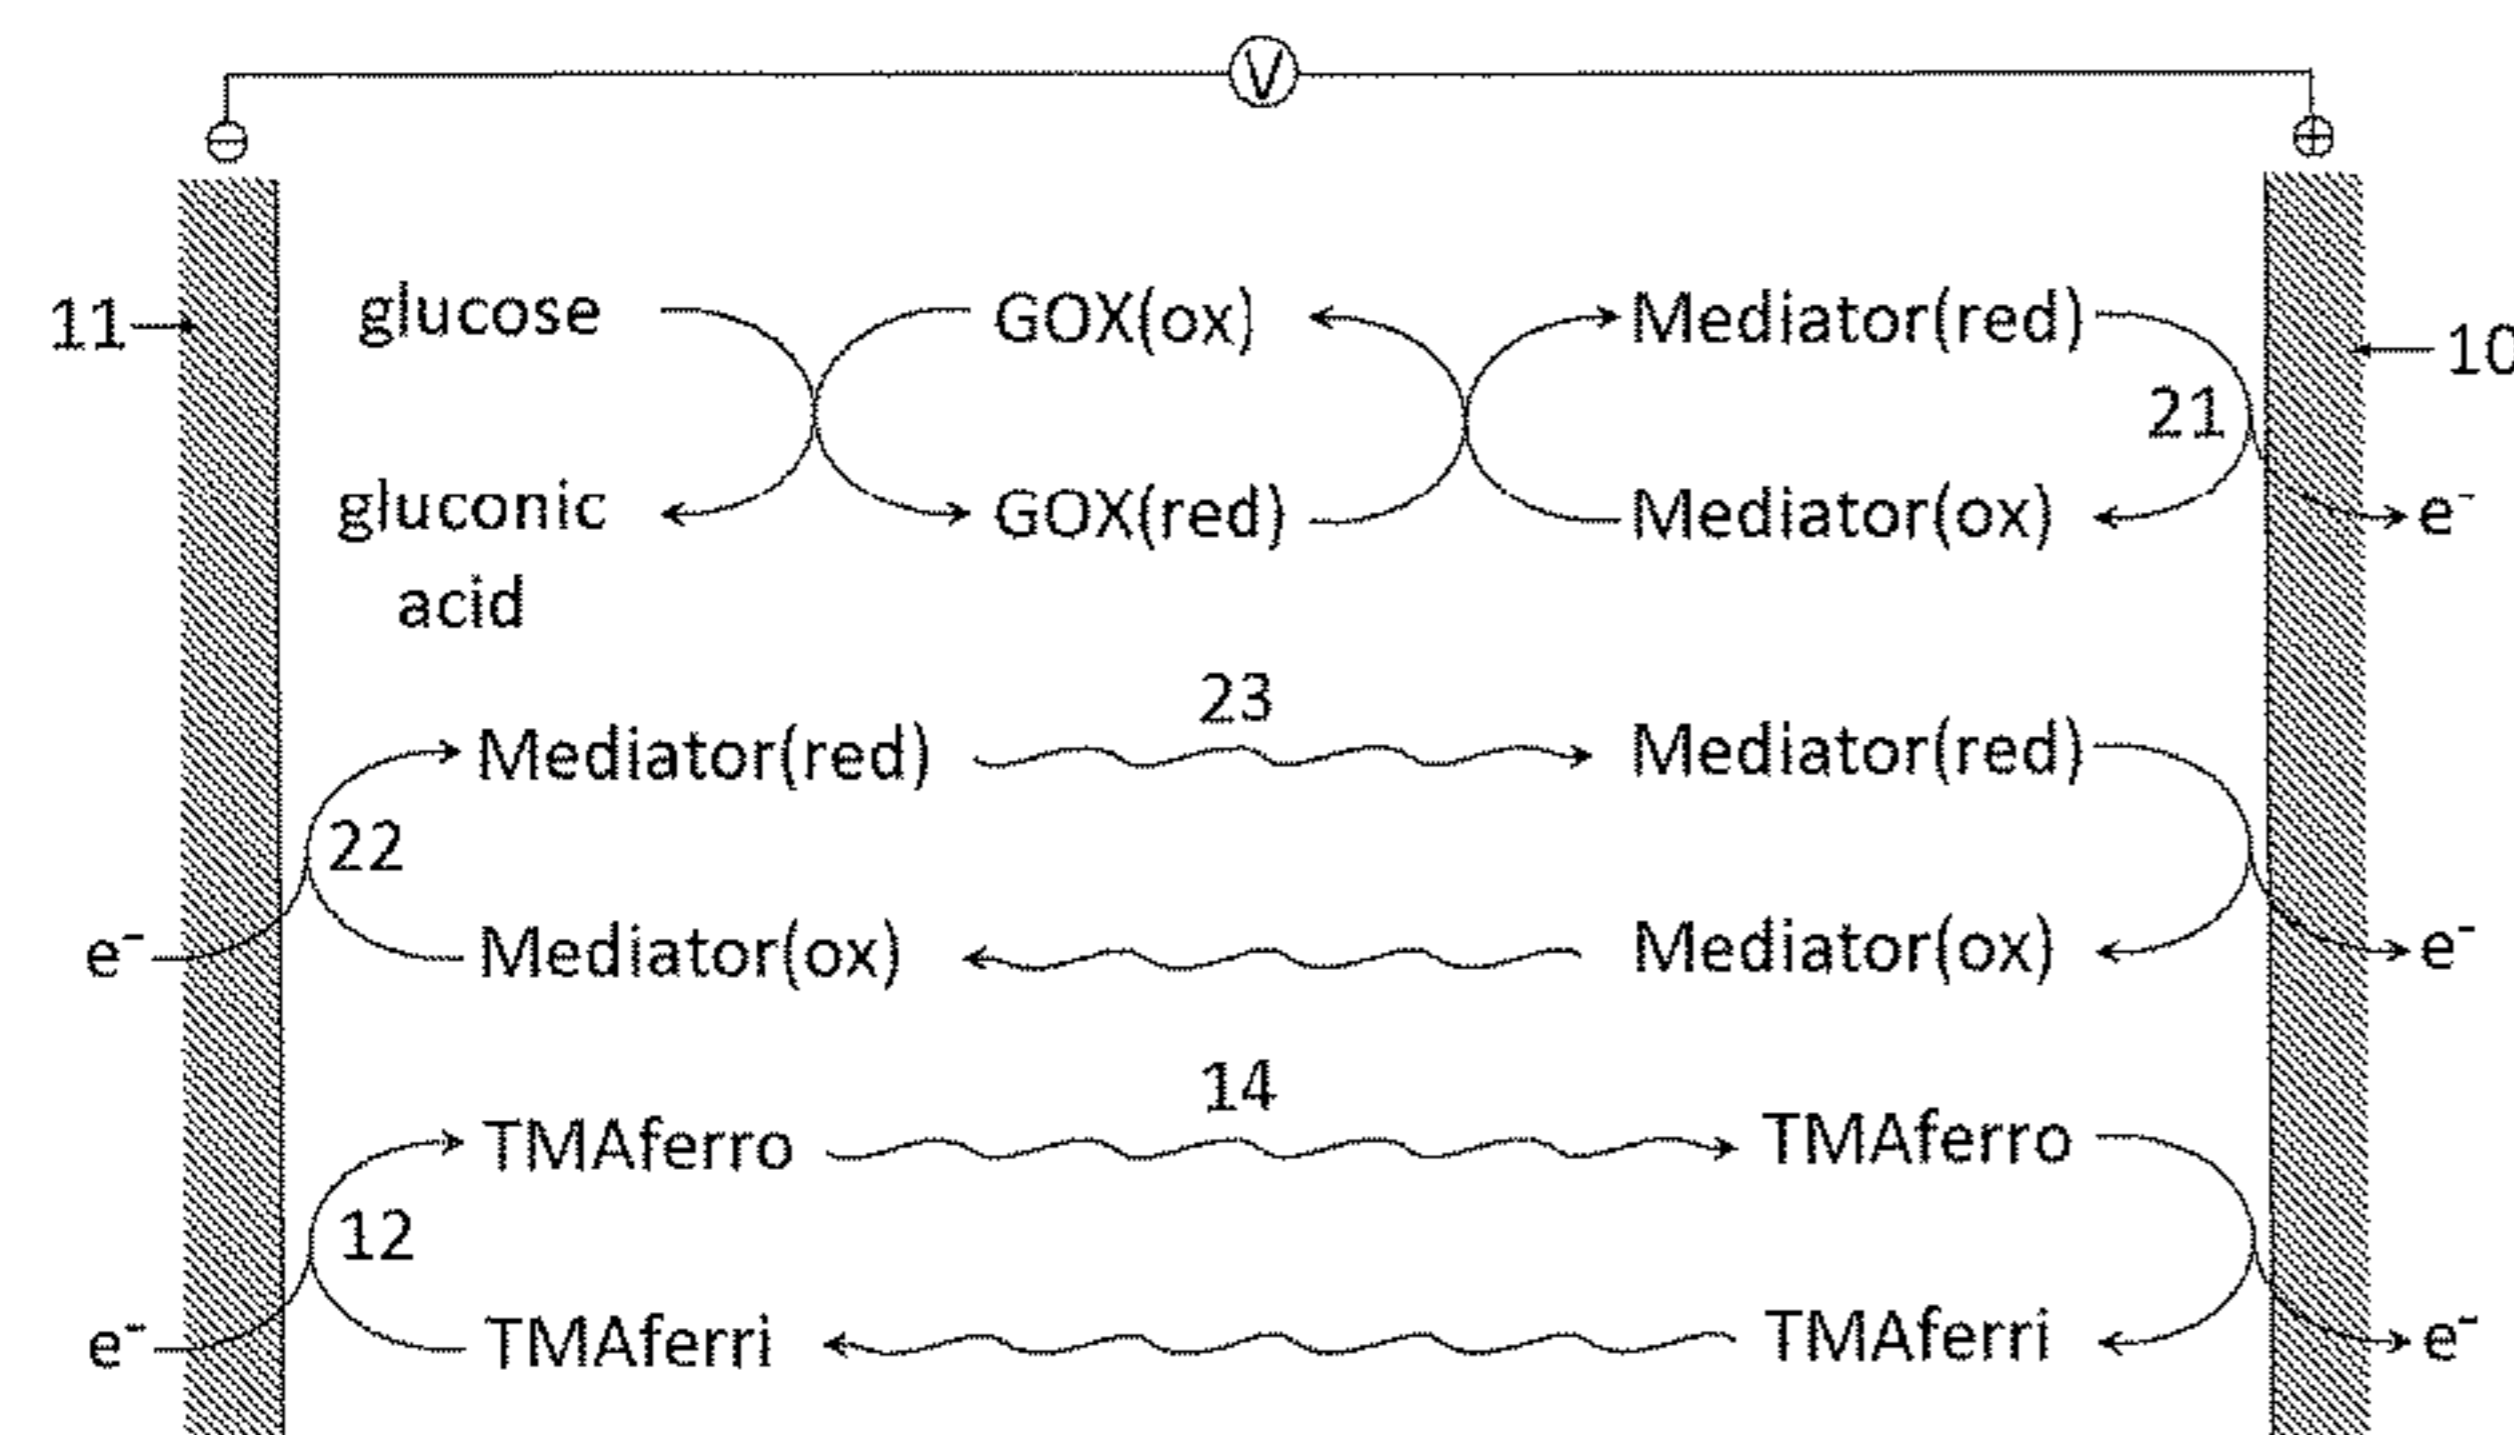 V
⊖ ⊕
11 glucose GOX(ox) Mediator(red) 10
21
gluconic GOX(red) Mediator(ox) e⁻
acid
23
Mediator(red) Mediator(red)
22
e⁻ Mediator(ox) Mediator(ox) e⁻
14
TMAferro TMAferro
12
e⁻ TMAferri TMAferri e⁻